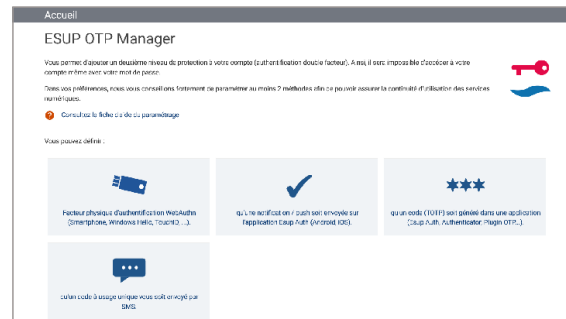 Accueil
ESUP OTP Manager
Vous permet d'ajouter un deuxième niveau de protection à votre compte (authentification double facteur). Ainsi, il sera impossible d'accéder à votre
compte même avec votre mot de passe.
Dans vos préférences, nous vous conseillons fortement de paramétrer au moins 2 méthodes afin de pouvoir assurer la continuité d'utilisation des services
numériques.
Consultez la fiche aide du paramétrage
Vous pouvez définir :
Facteur physique d'authentification WebAuthn
(Smartphone, Windows Hello, TouchID ...).
qu'une notification / push soit envoyée sur
l'application Esup Auth (Android, IOS).
qu'un code (TOTP) soit généré dans une application
(Esup Auth, Authenticator, Plugin OTP...).
qu'un code à usage unique vous soit envoyé par
SMS.